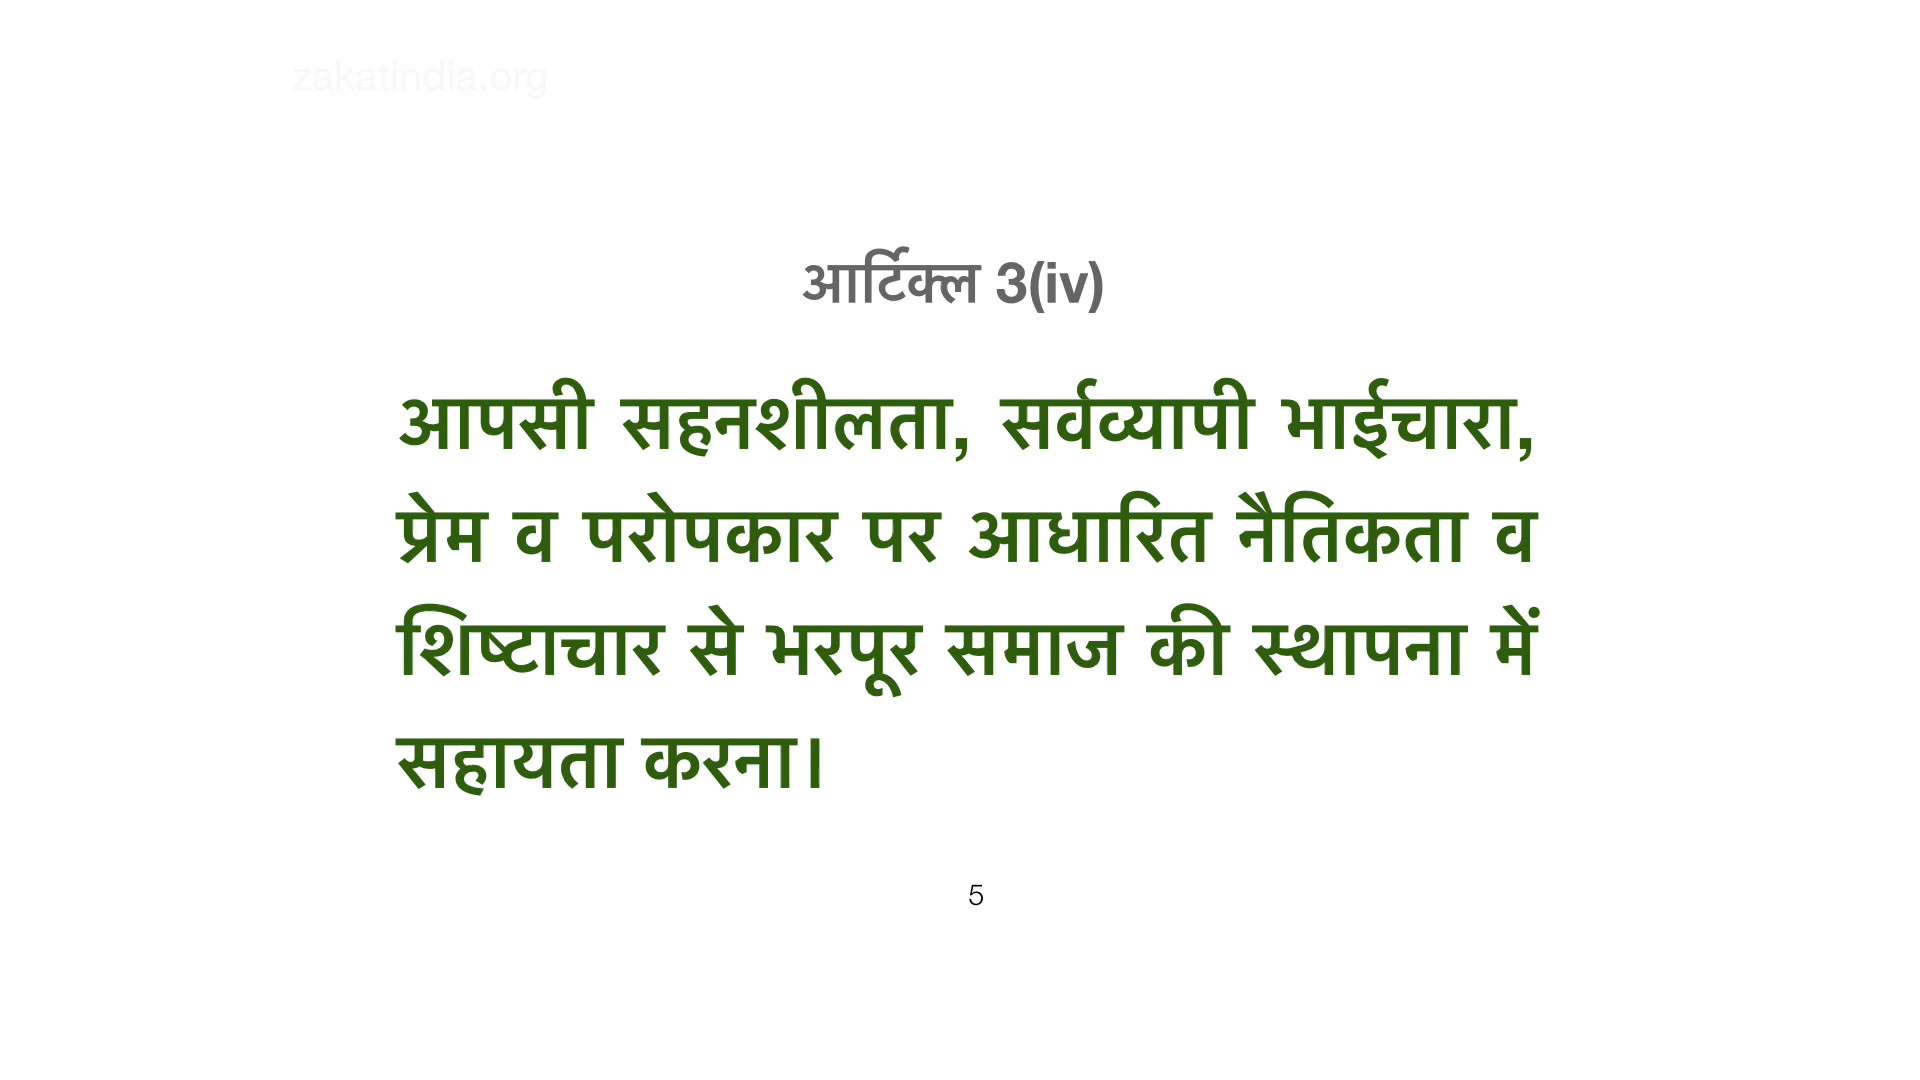 zakatindia.org
आर्टिकल 3(iv)
आपसी सहनशीलता, सर्वव्यापी भाईचारा,
प्रेम व परोपकार पर आधारित नैतिकता व
शिष्टाचार से भरपूर समाज की स्थापना में
सहायता करना।
5